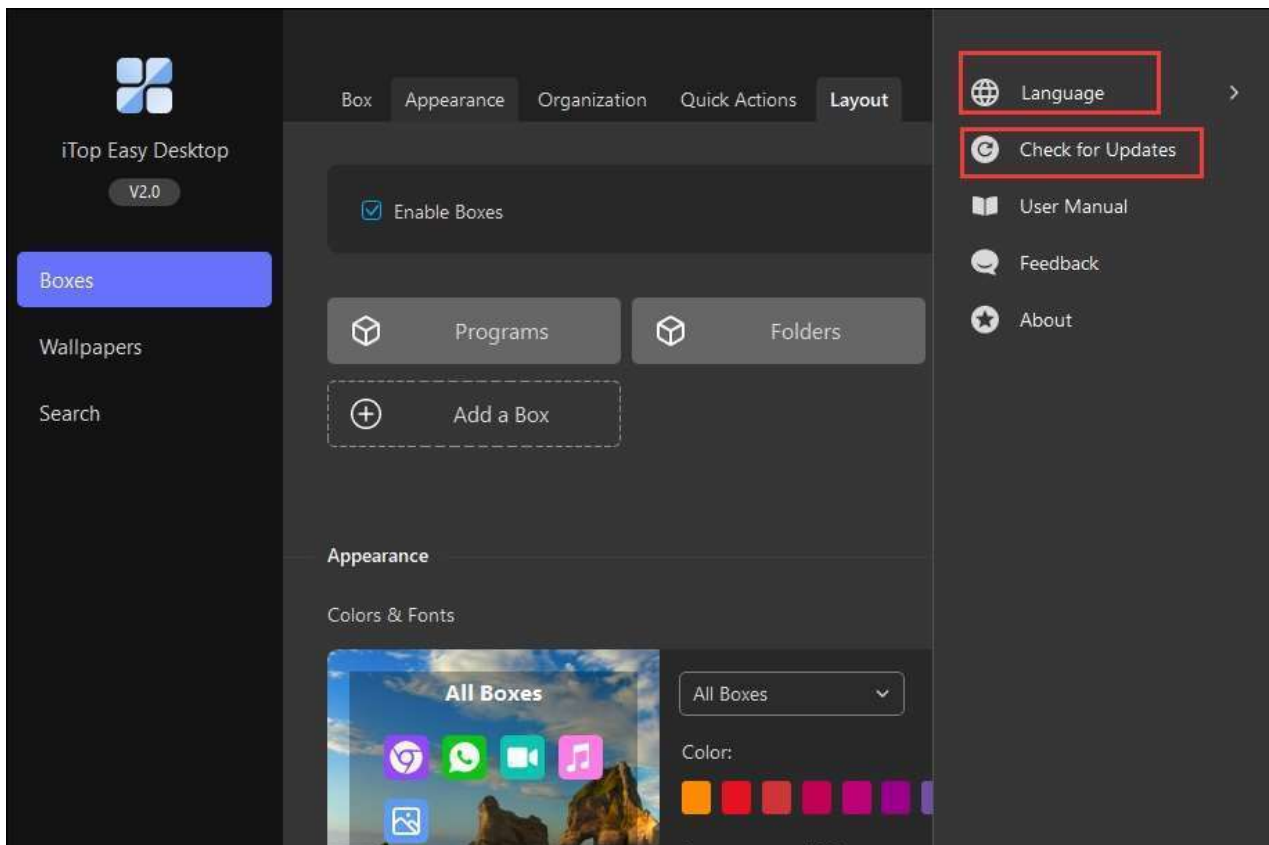 iTop Easy Desktop
V2.0
Boxes
Wallpapers
Search
Box Appearance Organization Quick Actions Layout
Enable Boxes
Programs Folders
Add a Box
Appearance
Colors & Fonts
All Boxes
All Boxes
Color:
Language
Check for Updates
User Manual
Feedback
About